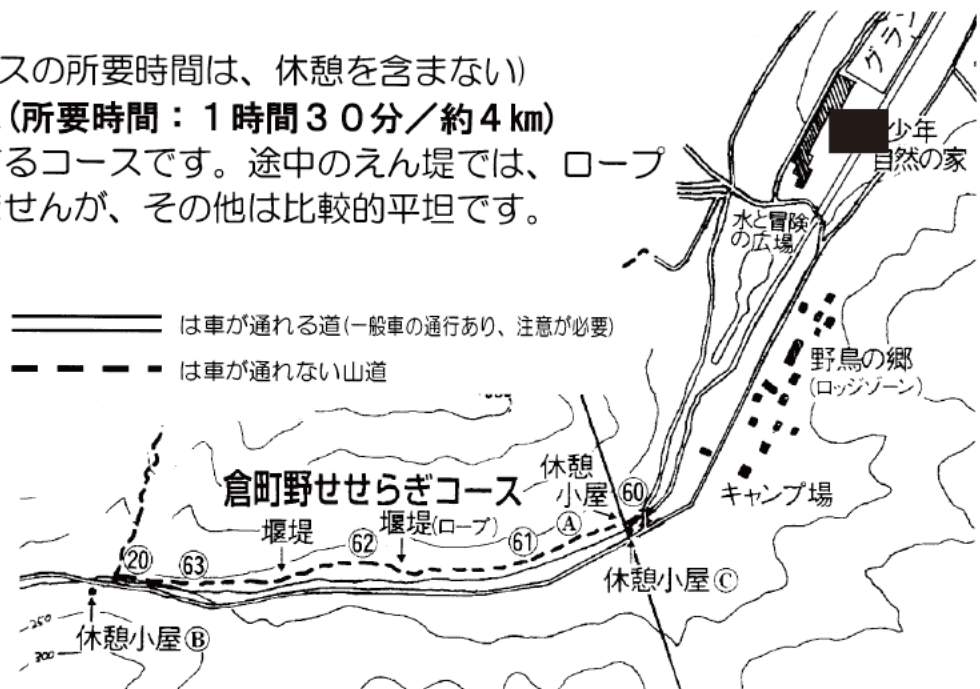 スの所要時間は、休憩を含まない)
(所要時間：１時間３０分／約４㎞)
るコースです。途中のえん堤では、ロープ
せんが、その他は比較的平坦です。
は車が通れる道(一般車の通行あり、注意が必要)
は車が通れない山道
グラン
少年
自然の家
水と冒険
の広場
野鳥の郷
(ロッジゾーン)
キャンプ場
倉町野せせらぎコース
休憩
小屋
Ⓐ
60
堰堤
堰堤(ロープ)
62
61
20
63
休憩小屋Ⓒ
休憩小屋Ⓑ
250
300